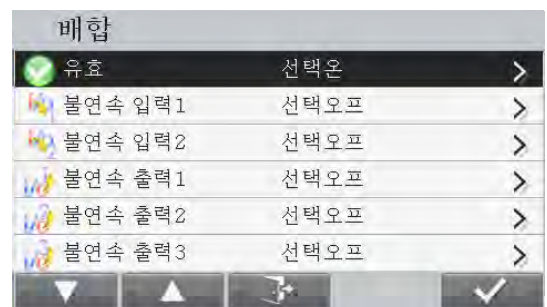 배합
유효 선택온
불연속 입력1 선택오프
불연속 입력2 선택오프
불연속 출력1 선택오프
불연속 출력2 선택오프
불연속 출력3 선택오프